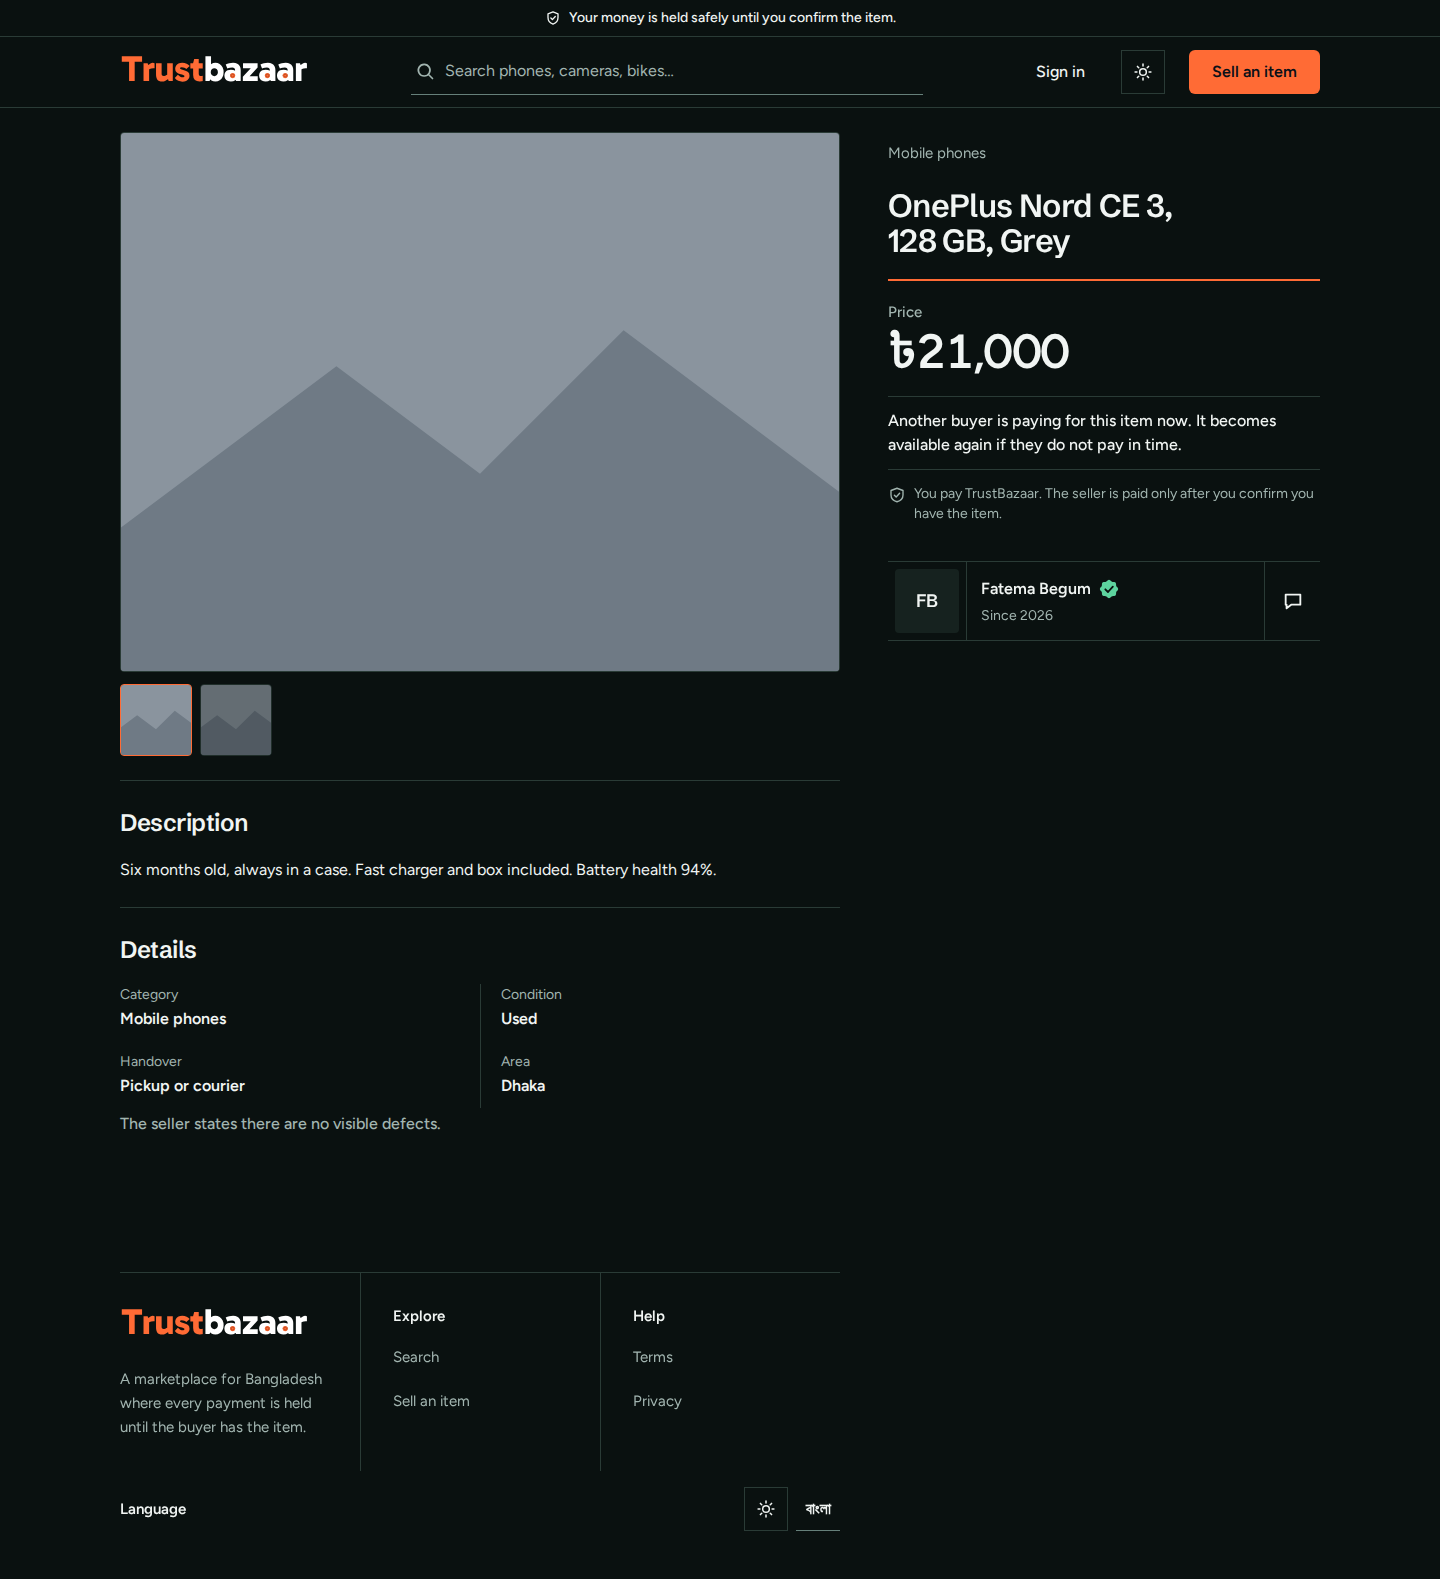 Your money is held safely until you confirm the item.
Trustbazaar
Search phones, cameras, bikes...
Sign in
Sell an item
Mobile phones
OnePlus Nord CE 3,
128 GB, Grey
Price
৳21,000
Another buyer is paying for this item now. It becomes
available again if they do not pay in time.
You pay TrustBazaar. The seller is paid only after you confirm you
have the item.
FB
Fatema Begum
Since 2026
Description
Six months old, always in a case. Fast charger and box included. Battery health 94%.
Details
Category
Mobile phones
Condition
Used
Handover
Pickup or courier
Area
Dhaka
The seller states there are no visible defects.
Trustbazaar
A marketplace for Bangladesh
where every payment is held
until the buyer has the item.
Explore
Search
Sell an item
Help
Terms
Privacy
Language
বাংলা